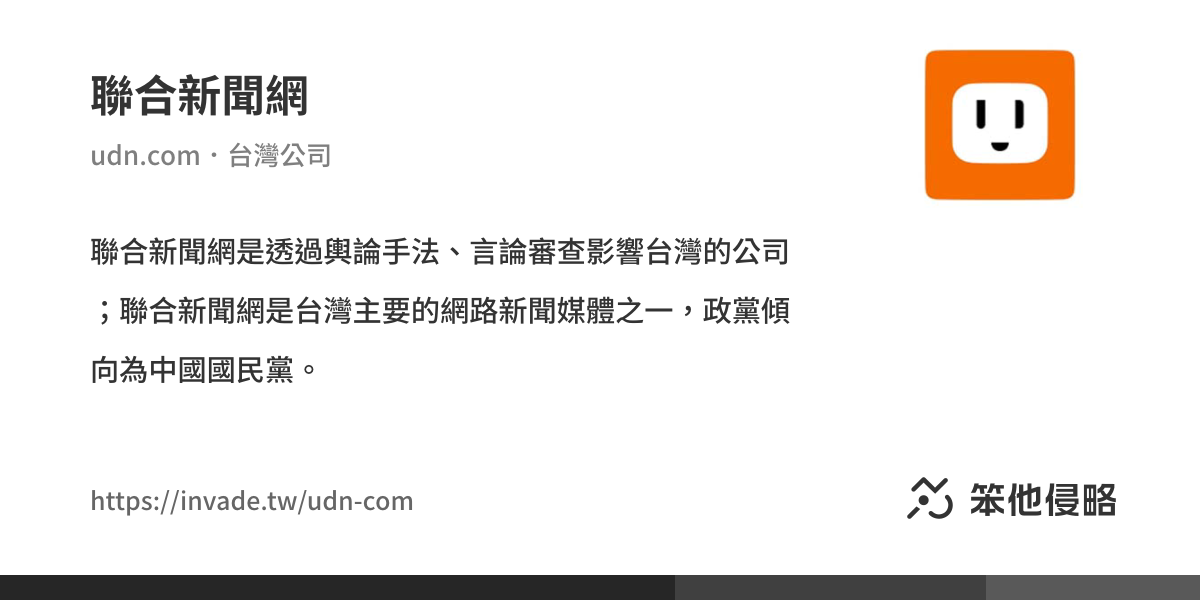 聯合新聞網
udn.com・台灣公司
聯合新聞網是透過輿論手法、言論審查影響台灣的公司
；聯合新聞網是台灣主要的網路新聞媒體之一，政黨傾
向為中國國民黨。
https://invade.tw/udn-com
笨他侵略